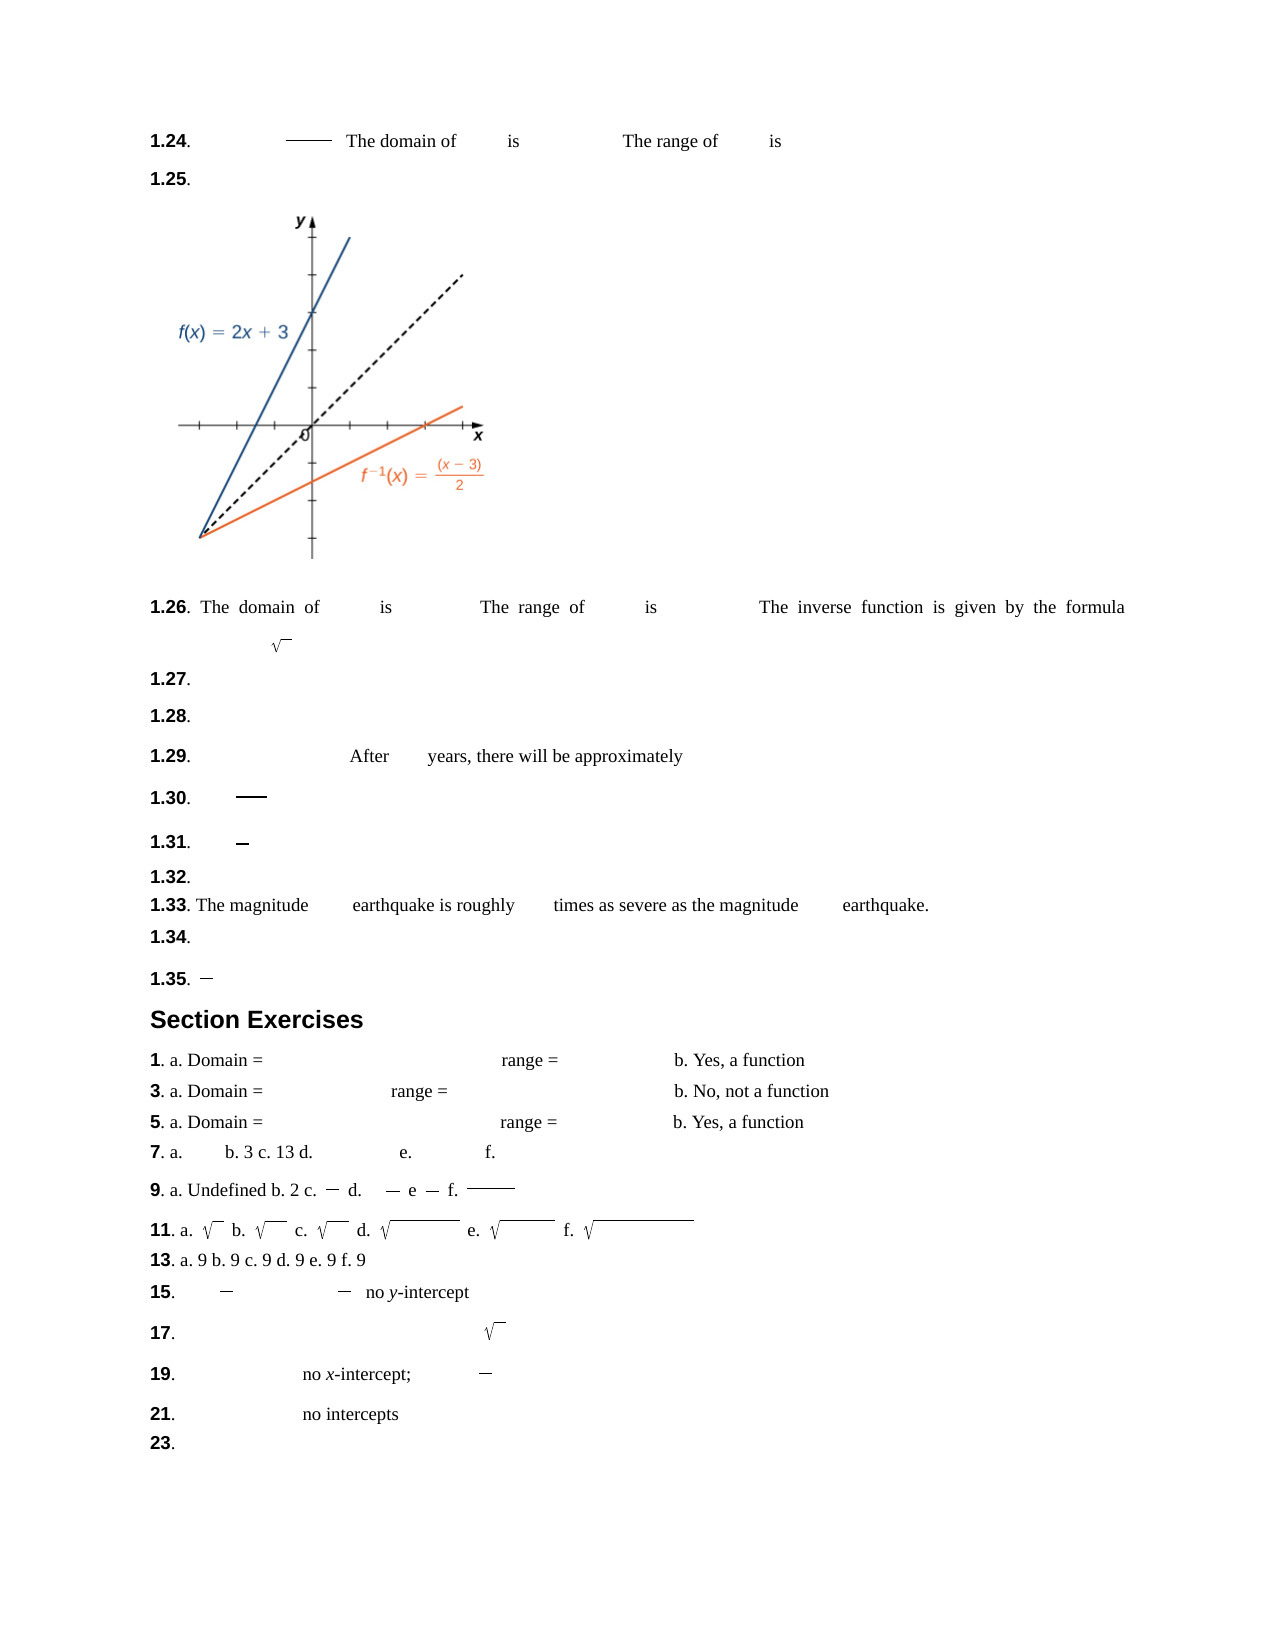 1.24. The domain of is The range of is
1.25.
y
f(x) = 2x + 3
0
x
f⁻¹(x) = (x − 3)/2
1.26. The domain of is The range of is The inverse function is given by the formula
√
1.27.
1.28.
1.29. After years, there will be approximately
1.30.
1.31.
1.32.
1.33. The magnitude earthquake is roughly times as severe as the magnitude earthquake.
1.34.
1.35.
Section Exercises
1. a. Domain = range = b. Yes, a function
3. a. Domain = range = b. No, not a function
5. a. Domain = range = b. Yes, a function
7. a. b. 3 c. 13 d. e. f.
9. a. Undefined b. 2 c. d. e f.
11. a. √ b. √ c. √ d. √ e. √ f. √
13. a. 9 b. 9 c. 9 d. 9 e. 9 f. 9
15. no y-intercept
17. √
19. no x-intercept;
21. no intercepts
23.